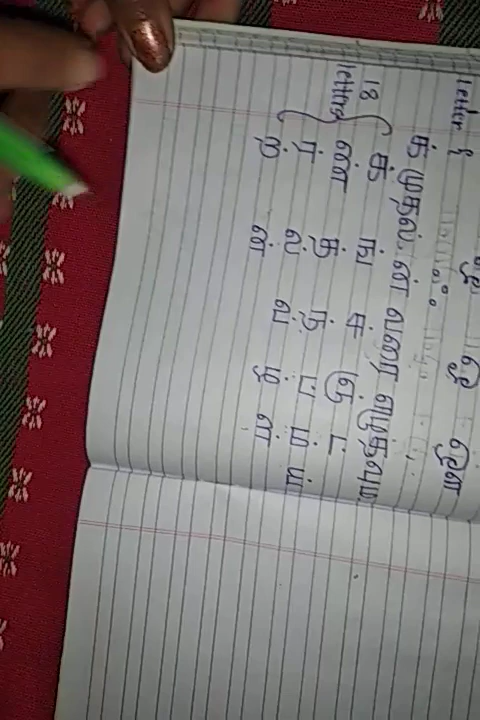 letter
ஔ
க் முதல் ன் வரை எழுதவும்
18 letters
க் ங் ச் ஞ் ட்
ண் த் ந் ப் ம் ய்
ர் ல் வ் ழ் ள்
ற் ன்